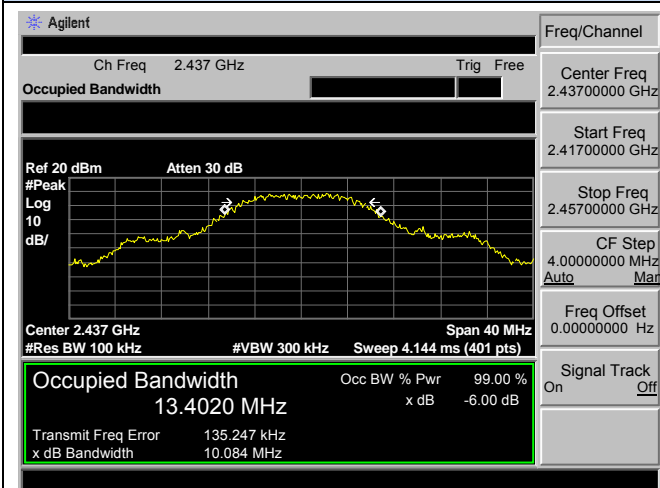 Agilent
Freq/Channel
Ch Freq 2.437 GHz Trig Free
Occupied Bandwidth
Center Freq
2.43700000 GHz
Start Freq
2.41700000 GHz
Stop Freq
2.45700000 GHz
CF Step
4.00000000 MHz
Auto Man
Freq Offset
0.00000000 Hz
Signal Track
On Off
Ref 20 dBm Atten 30 dB
#Peak
Log
10
dB/
Center 2.437 GHz Span 40 MHz
#Res BW 100 kHz #VBW 300 kHz Sweep 4.144 ms (401 pts)
Occupied Bandwidth Occ BW % Pwr 99.00 %
13.4020 MHz x dB -6.00 dB
Transmit Freq Error 135.247 kHz
x dB Bandwidth 10.084 MHz